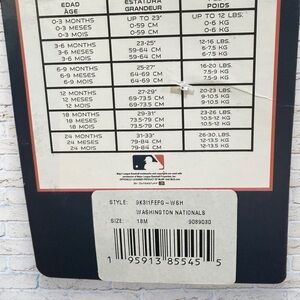 EDAD ESTATURA
ÂGE GRANDEUR POIDS
0-3 MONTHS UP TO 23" UP TO 12 LBS.
0-3 MESES 0-59 CM 0-6 KG
0-3 MOIS 0-59 CM 0-6 KG
3-6 MONTHS 23-25" 12-16 LBS.
3-6 MESES 59-64 CM 6-7.5 KG
3-6 MOIS 59-64 CM 6-7.5 KG
6-9 MONTHS 25-27" 16-20 LBS.
6-9 MESES 64-69 CM 7.5-9 KG
6-9 MOIS 64-69 CM 7.5-9 KG
12 MONTHS 27-29" 20-23 LBS.
12 MESES 69-73.5 CM 9-10.5 KG
12 MOIS 69-73.5 CM 9-10.5 KG
18 MONTHS 29-31" 23-26 LBS.
18 MESES 73.5-79 CM 10.5-12 KG
18 MOIS 73.5-79 CM 10.5-12 KG
24 MONTHS 31-33" 26-30 LBS.
24 MESES 79-84 CM 12-13.5 KG
24 MOIS 79-84 CM 12-13.5 KG
STYLE: 9K3I1FEFG-WSH
WASHINGTON NATIONALS
SIZE: 18M 9089030
1 95913 85545 5